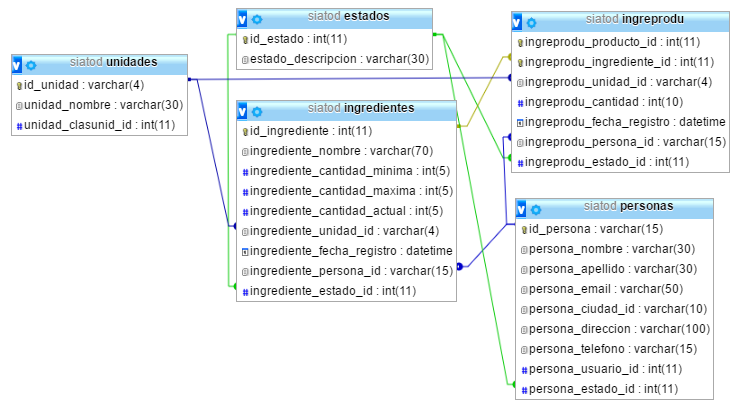 siatod unidades
id_unidad : varchar(4)
unidad_nombre : varchar(30)
unidad_clasunid_id : int(11)
siatod estados
id_estado : int(11)
estado_descripcion : varchar(30)
siatod ingredientes
id_ingrediente : int(11)
ingrediente_nombre : varchar(70)
ingrediente_cantidad_minima : int(5)
ingrediente_cantidad_maxima : int(5)
ingrediente_cantidad_actual : int(5)
ingrediente_unidad_id : varchar(4)
ingrediente_fecha_registro : datetime
ingrediente_persona_id : varchar(15)
ingrediente_estado_id : int(11)
siatod ingreprodu
ingreprodu_producto_id : int(11)
ingreprodu_ingrediente_id : int(11)
ingreprodu_unidad_id : varchar(4)
ingreprodu_cantidad : int(10)
ingreprodu_fecha_registro : datetime
ingreprodu_persona_id : varchar(15)
ingreprodu_estado_id : int(11)
siatod personas
id_persona : varchar(15)
persona_nombre : varchar(30)
persona_apellido : varchar(30)
persona_email : varchar(50)
persona_ciudad_id : varchar(10)
persona_direccion : varchar(100)
persona_telefono : varchar(15)
persona_usuario_id : int(11)
persona_estado_id : int(11)